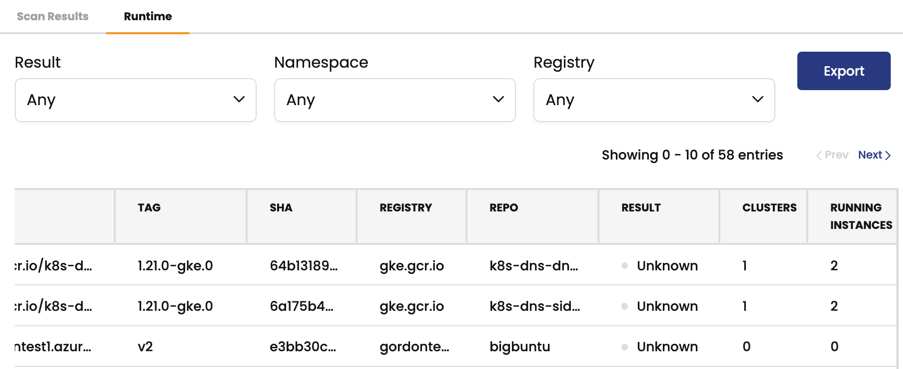 Scan Results Runtime
Result Namespace Registry
Export
Any Any Any
Showing 0 - 10 of 58 entries Prev Next
TAG SHA REGISTRY REPO RESULT CLUSTERS RUNNING INSTANCES
cr.io/k8s-d... 1.21.0-gke.0 64b13189... gke.gcr.io k8s-dns-dn... Unknown 1 2
cr.io/k8s-d... 1.21.0-gke.0 6a175b4... gke.gcr.io k8s-dns-sid... Unknown 1 2
ntest1.azur... v2 e3bb30c... gordonte... bigbuntu Unknown 0 0